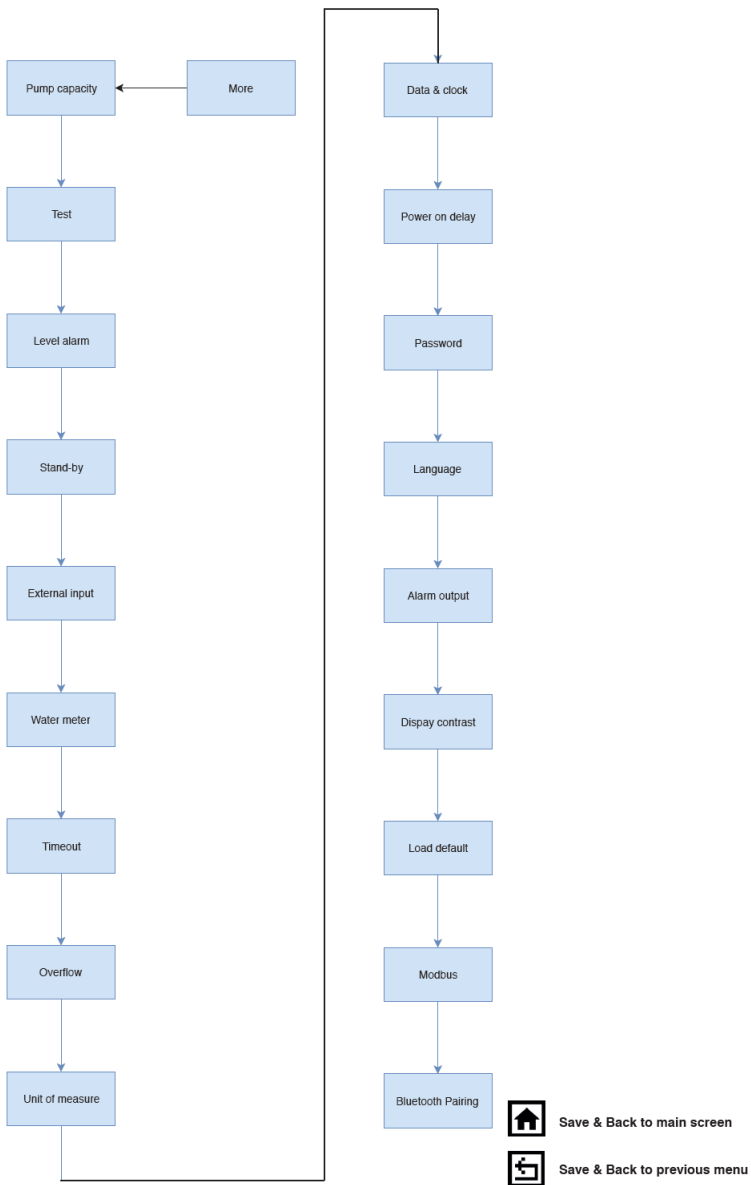 Pump capacity
More
Test
Level alarm
Stand-by
External input
Water meter
Timeout
Overflow
Unit of measure
Data & clock
Power on delay
Password
Language
Alarm output
Dispay contrast
Load default
Modbus
Bluetooth Pairing
Save & Back to main screen
Save & Back to previous menu